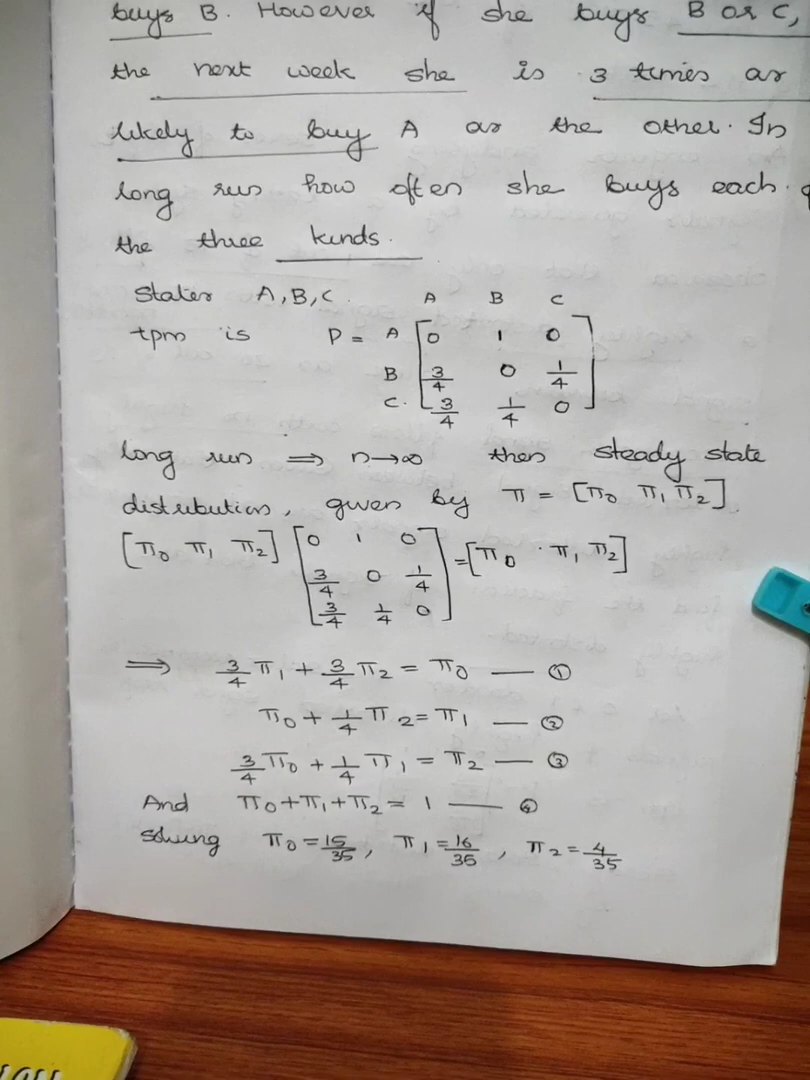 buys B. However if she buys B or C,
the next week she is 3 times as
likely to buy A as the other. In
long run how often she buys each
the three kinds.
States A, B, C. A B C
tpm is P = A [0 1 0
B 3/4 0 1/4
C. 3/4 1/4 0]
long run ⟹ n→∞ then steady state
distribution, given by π = [π0 π1 π2]
[π0 π1 π2] [0 1 0
3/4 0 1/4
3/4 1/4 0] = [π0 π1 π2]
⟹ 3/4 π1 + 3/4 π2 = π0 — ①
π0 + 1/4 π2 = π1 — ②
3/4 π0 + 1/4 π1 = π2 — ③
And π0 + π1 + π2 = 1 — ④
Solving π0 = 15/35, π1 = 16/35, π2 = 4/35